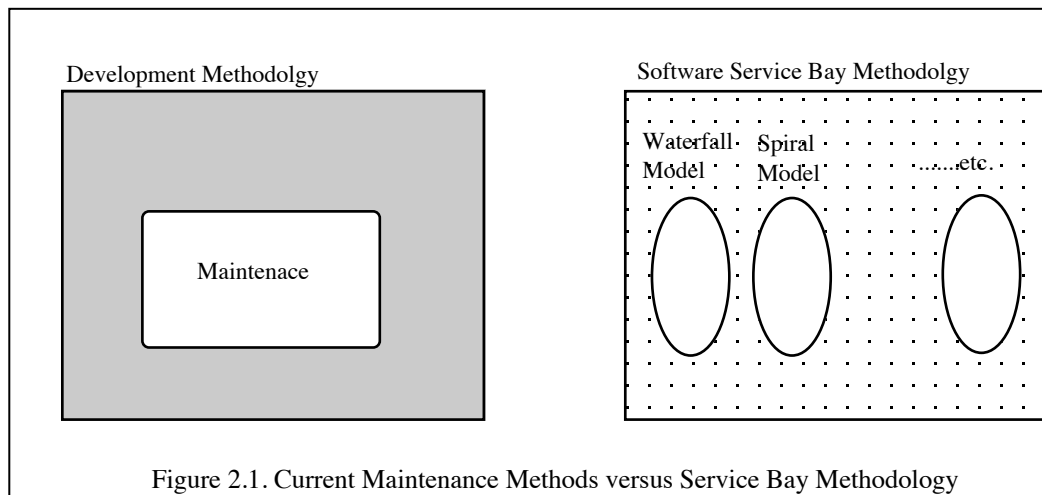 Development Methodolgy
Maintenace
Software Service Bay Methodolgy
Waterfall
Model
Spiral
Model
.......etc.
Figure 2.1. Current Maintenance Methods versus Service Bay Methodology